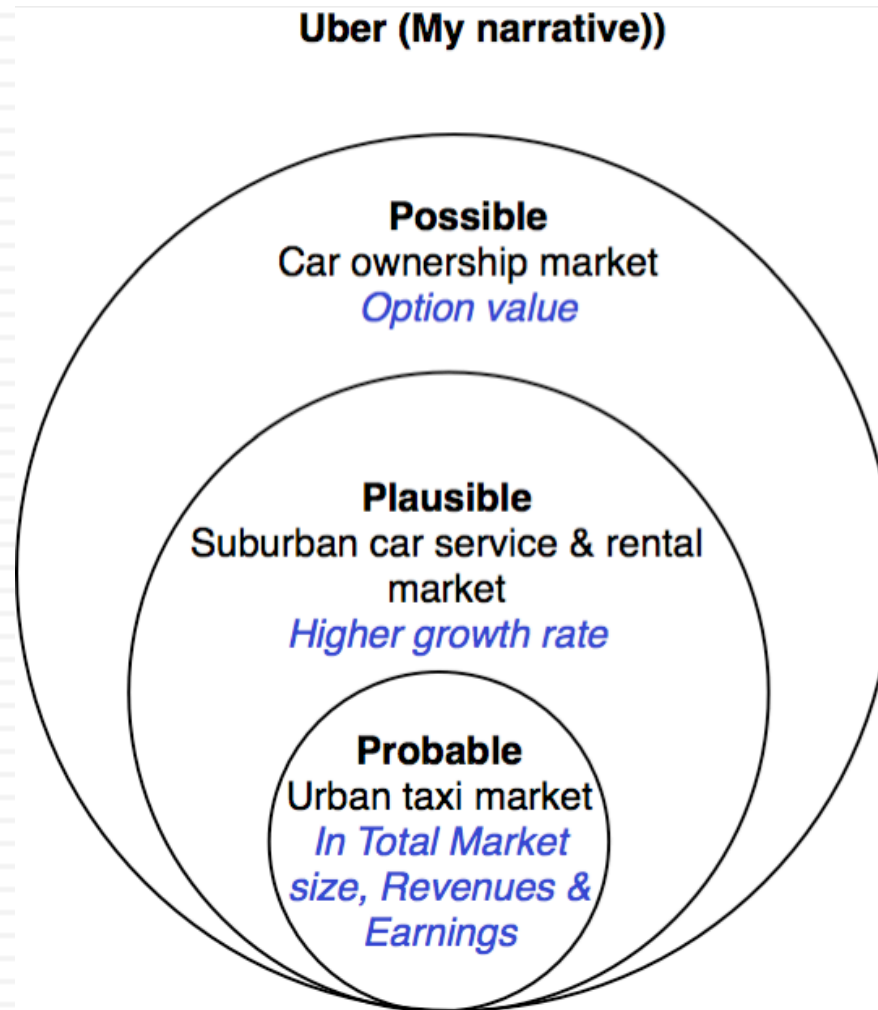 Uber (My narrative))
Possible
Car ownership market
Option value
Plausible
Suburban car service & rental
market
Higher growth rate
Probable
Urban taxi market
In Total Market
size, Revenues &
Earnings